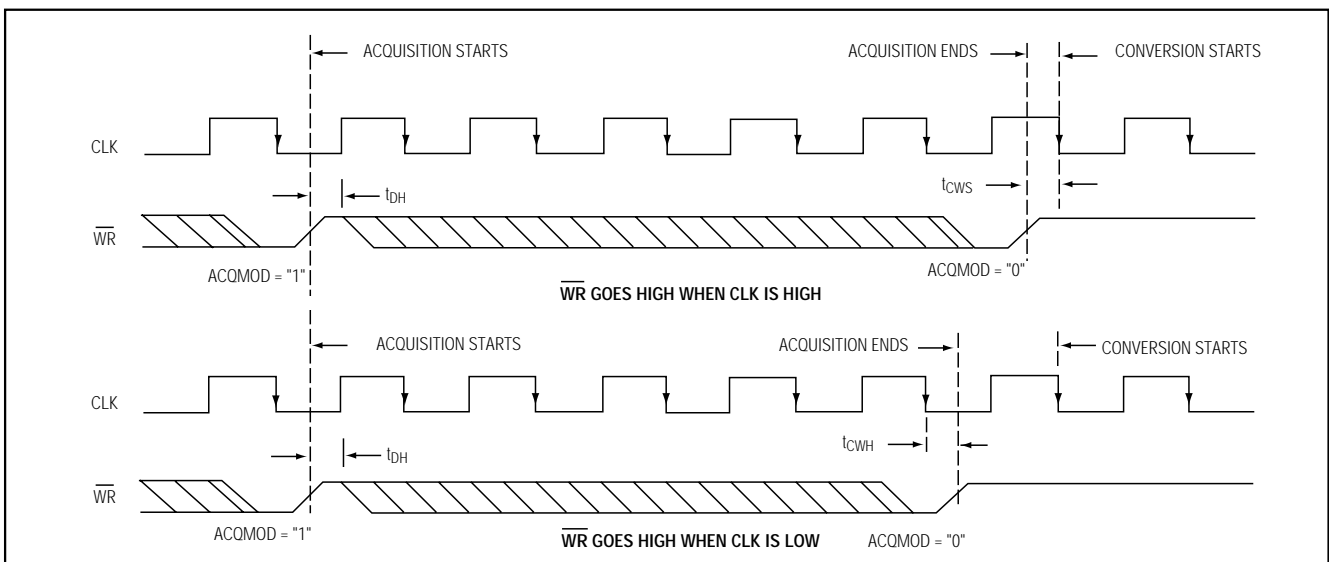 ACQUISITION STARTS
ACQUISITION ENDS
CONVERSION STARTS
CLK
tDH
tCWS
WR
ACQMOD = "1"
ACQMOD = "0"
WR GOES HIGH WHEN CLK IS HIGH
ACQUISITION STARTS
ACQUISITION ENDS
CONVERSION STARTS
CLK
tDH
tCWH
WR
ACQMOD = "1"
WR GOES HIGH WHEN CLK IS LOW
ACQMOD = "0"